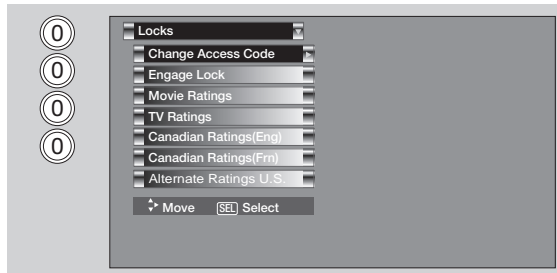 0
0
0
0
Locks
Change Access Code
Engage Lock
Movie Ratings
TV Ratings
Canadian Ratings(Eng)
Canadian Ratings(Frn)
Alternate Ratings U.S.
Move SEL Select